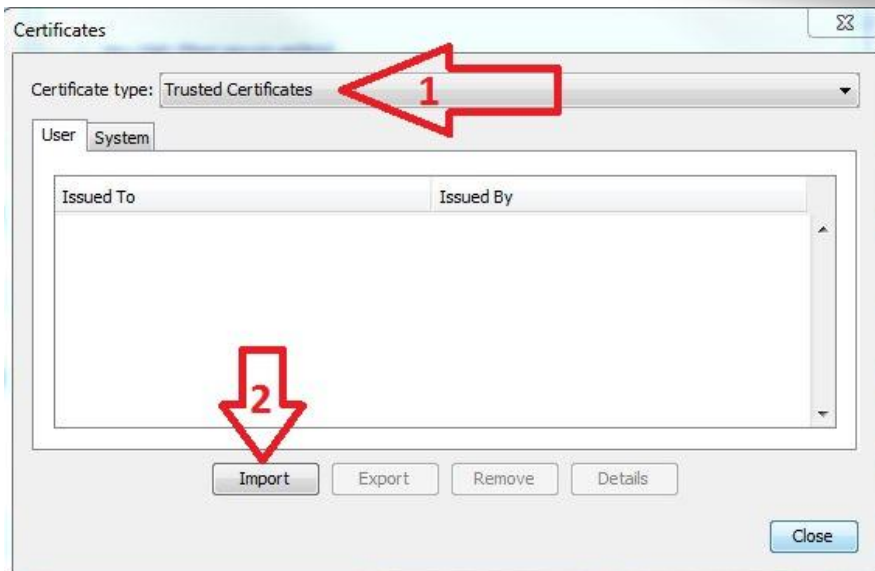 Certificates
Certificate type: Trusted Certificates
1
User System
Issued To Issued By
2
Import Export Remove Details
Close